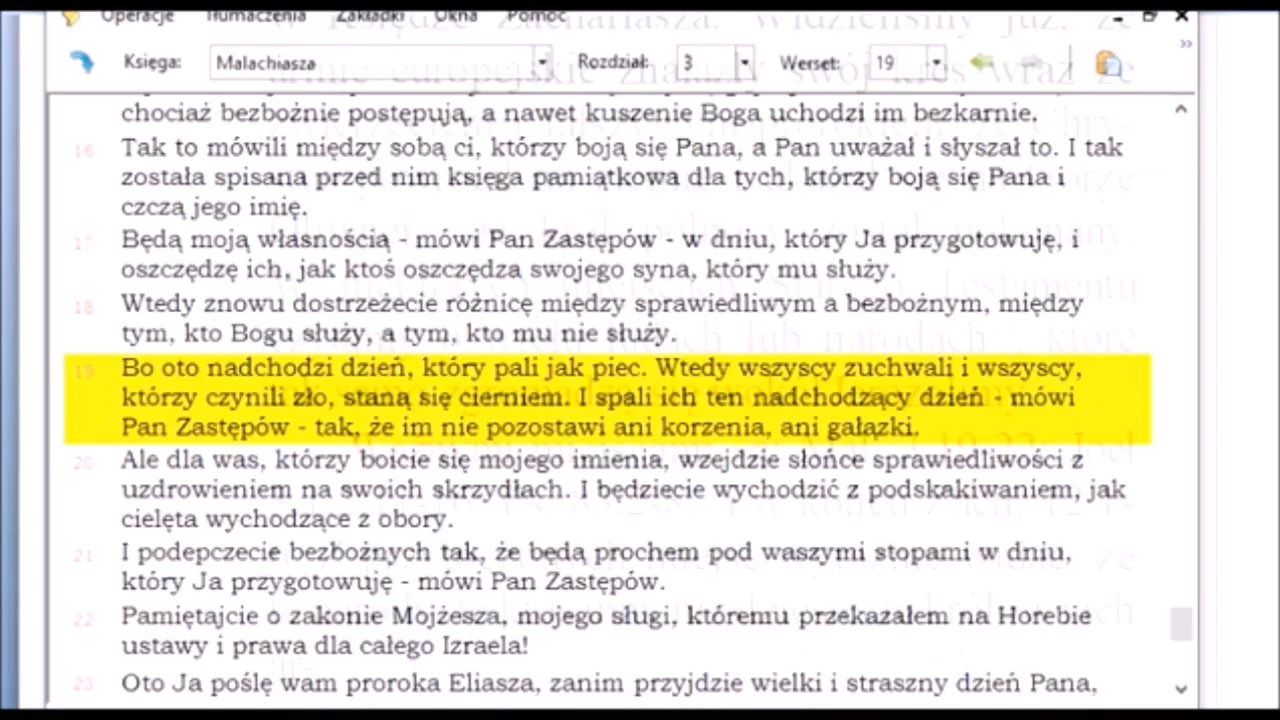 Operacje Tłumaczenia Zakładki Okna Pomoc
Księga: Malachiasza Rozdział: 3 Werset: 19
chociaż bezbożnie postępują, a nawet kuszenie Boga uchodzi im bezkarnie.
16 Tak to mówili między sobą ci, którzy boją się Pana, a Pan uważał i słyszał to. I tak
została spisana przed nim księga pamiątkowa dla tych, którzy boją się Pana i
czczą jego imię.
17 Będą moją własnością - mówi Pan Zastępów - w dniu, który Ja przygotowuję, i
oszczędzę ich, jak ktoś oszczędza swojego syna, który mu służy.
18 Wtedy znowu dostrzeżecie różnicę między sprawiedliwym a bezbożnym, między
tym, kto Bogu służy, a tym, kto mu nie służy.
19 Bo oto nadchodzi dzień, który pali jak piec. Wtedy wszyscy zuchwali i wszyscy,
którzy czynili zło, staną się cierniem. I spali ich ten nadchodzący dzień - mówi
Pan Zastępów - tak, że im nie pozostawi ani korzenia, ani gałązki.
20 Ale dla was, którzy boicie się mojego imienia, wzejdzie słońce sprawiedliwości z
uzdrowieniem na swoich skrzydłach. I będziecie wychodzić z podskakiwaniem, jak
cielęta wychodzące z obory.
21 I podepczecie bezbożnych tak, że będą prochem pod waszymi stopami w dniu,
który Ja przygotowuję - mówi Pan Zastępów.
22 Pamiętajcie o zakonie Mojżesza, mojego sługi, któremu przekazałem na Horebie
ustawy i prawa dla całego Izraela!
23 Oto Ja poślę wam proroka Eliasza, zanim przyjdzie wielki i straszny dzień Pana,